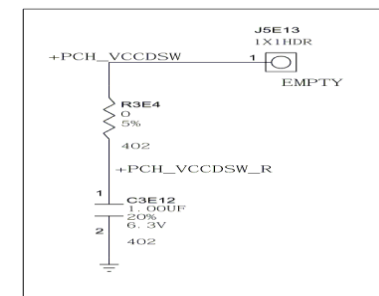 J5E13
1X1HDR
+PCH_VCCDSW
1
EMPTY
R3E4
0
5%
402
+PCH_VCCDSW_R
1
C3E12
1.00UF
20%
2
6.3V
402